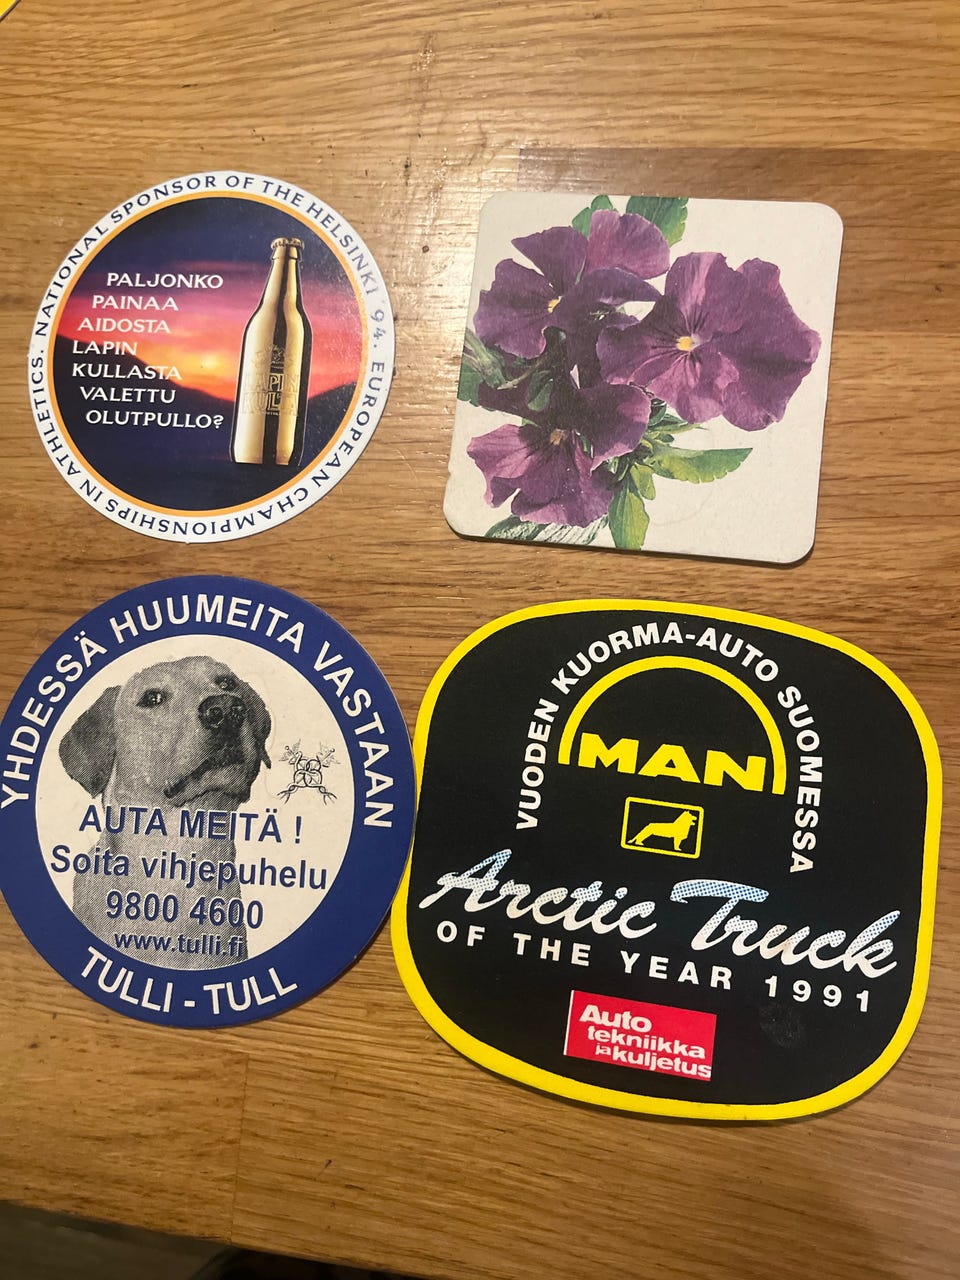 NATIONAL SPONSOR OF THE HELSINKI '94. EUROPEAN CHAMPIONSHIPS IN ATHLETICS.
PALJONKO
PAINAA
AIDOSTA
LAPIN
KULLASTA
VALETTU
OLUTPULLO?
LAPIN
KULTA
YHDESSÄ HUUMEITA VASTAAN
AUTA MEITÄ !
Soita vihjepuhelu
9800 4600
www.tulli.fi
TULLI - TULL
VUODEN KUORMA-AUTO SUOMESSA
MAN
Arctic Truck
OF THE YEAR 1991
Auto
tekniikka
ja kuljetus